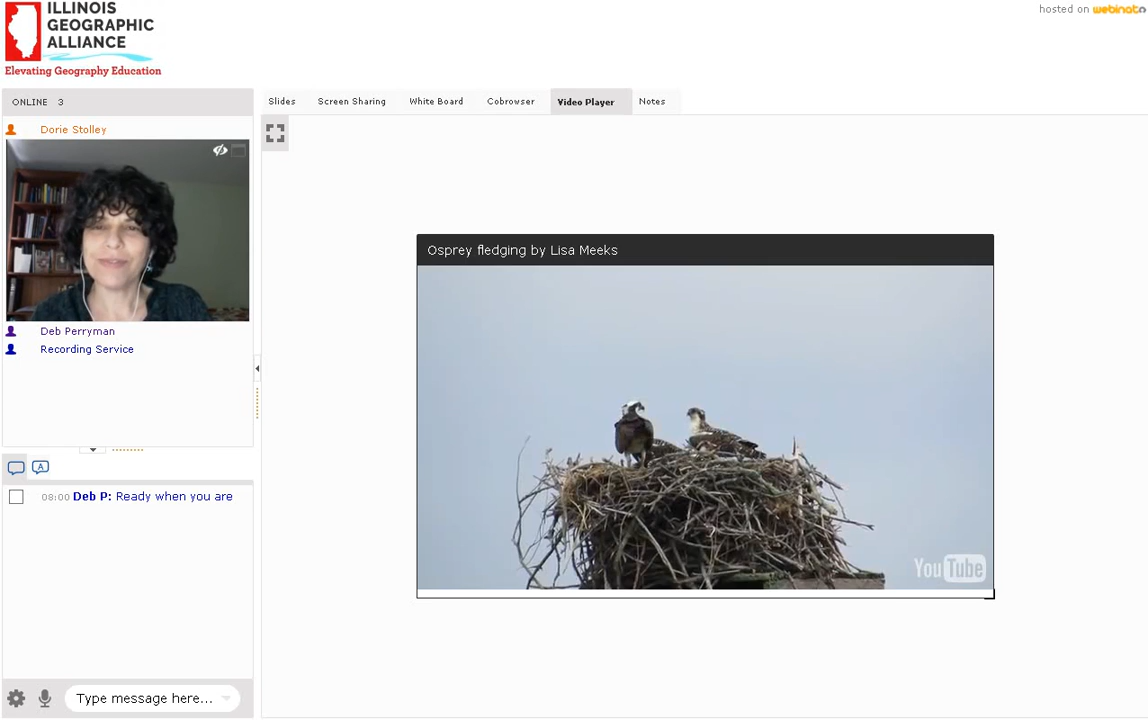 ILLINOIS
GEOGRAPHIC
ALLIANCE
Elevating Geography Education
hosted on webinato
ONLINE 3
Dorie Stolley
Deb Perryman
Recording Service
Slides Screen Sharing White Board Cobrowser Video Player Notes
Osprey fledging by Lisa Meeks
YouTube
A
08:00 Deb P: Ready when you are
Type message here...